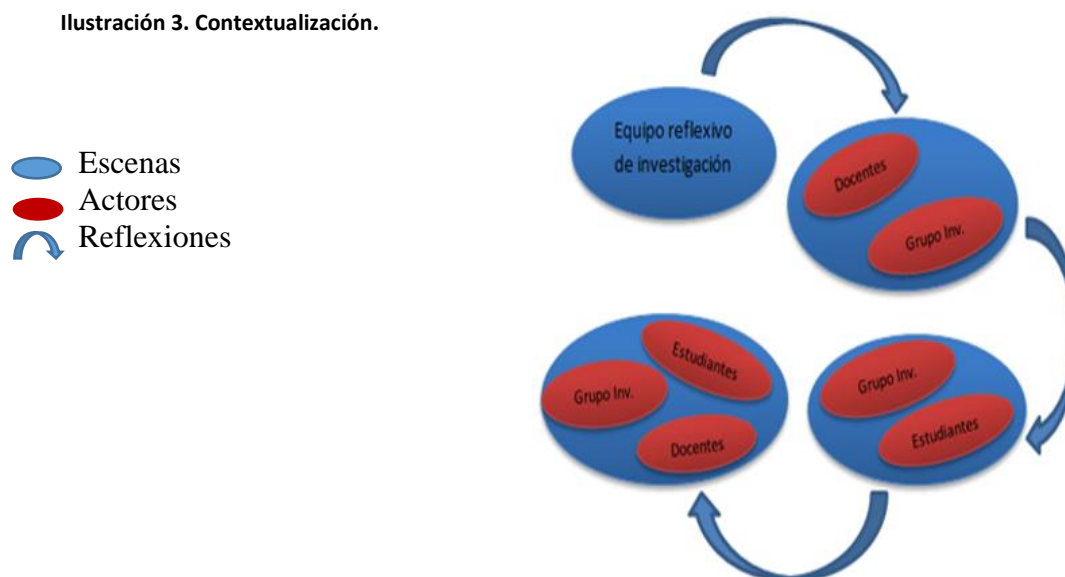 Ilustración 3. Contextualización.
Escenas
Actores
Reflexiones
Equipo reflexivo
de investigación
Docentes
Grupo Inv.
Grupo Inv.
Estudiantes
Estudiantes
Grupo Inv.
Docentes